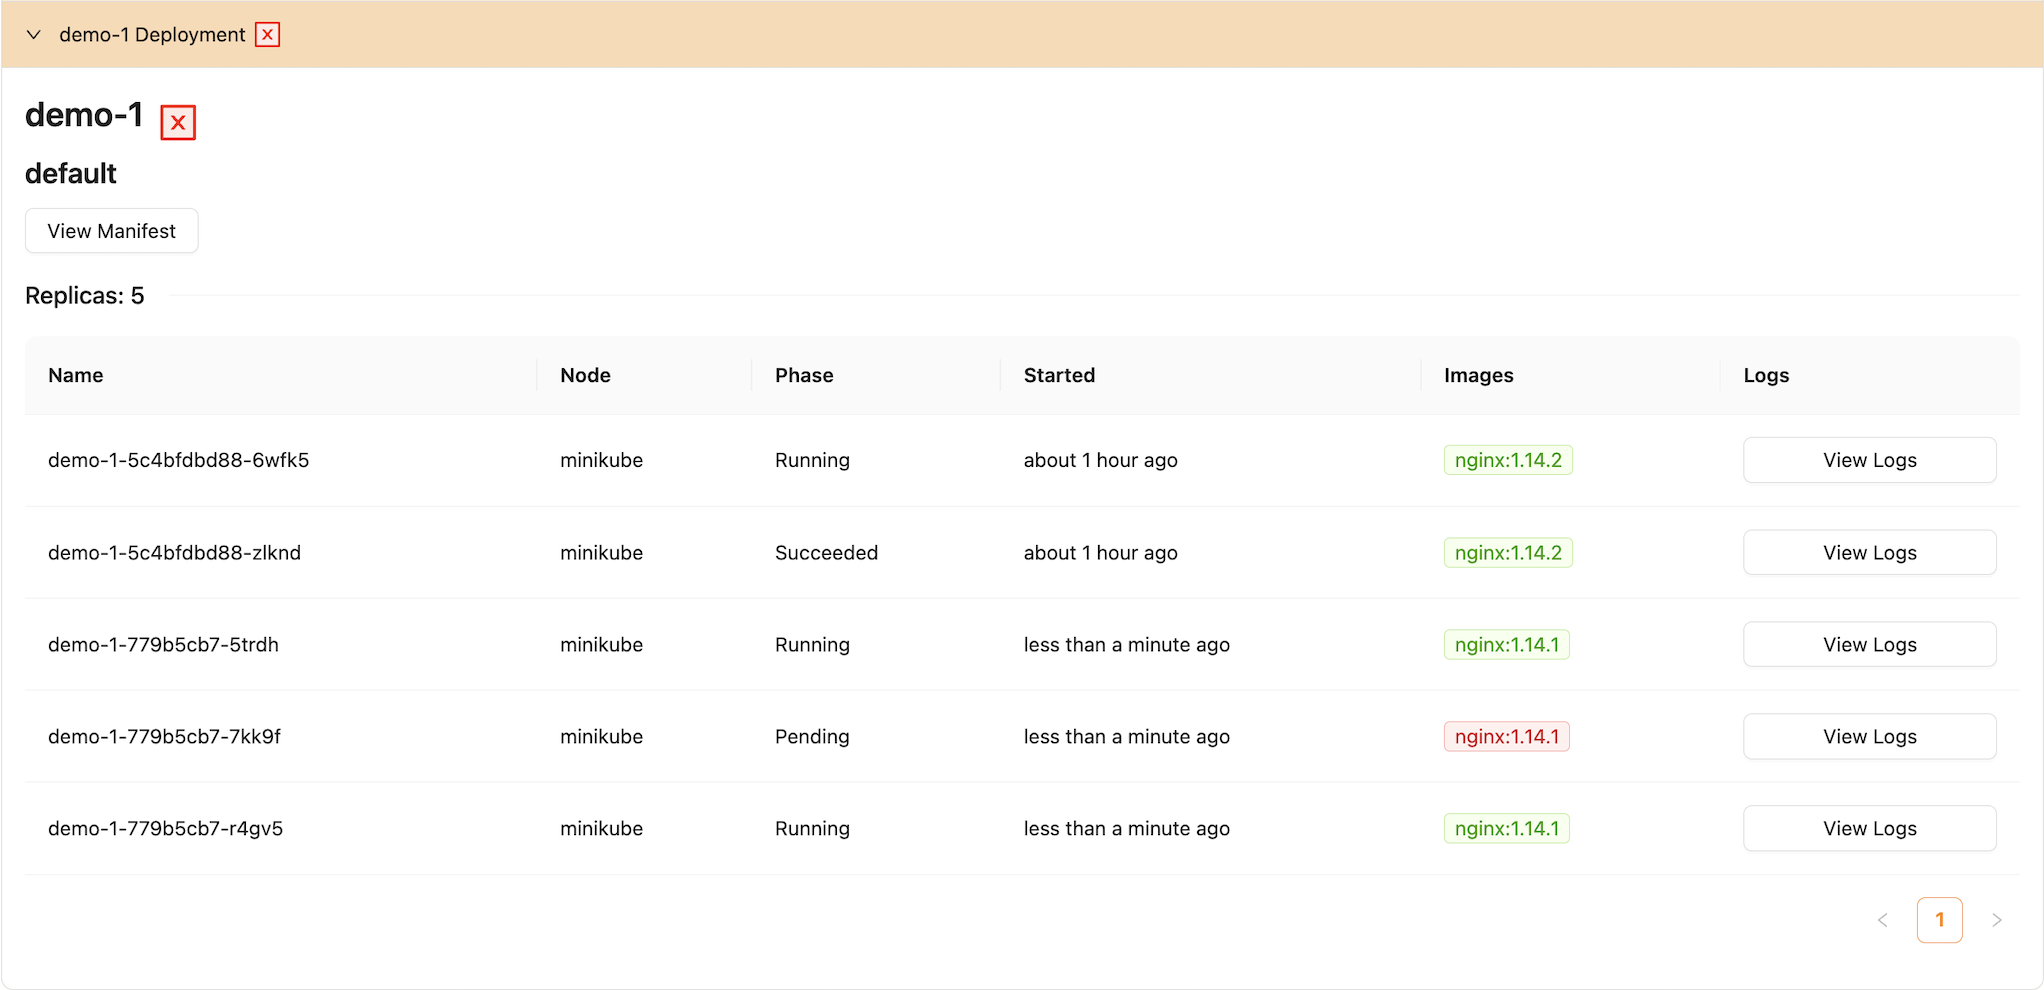 demo-1 Deployment X
demo-1 X
default
View Manifest
Replicas: 5
Name Node Phase Started Images Logs
demo-1-5c4bfdbd88-6wfk5 minikube Running about 1 hour ago nginx:1.14.2 View Logs
demo-1-5c4bfdbd88-zlknd minikube Succeeded about 1 hour ago nginx:1.14.2 View Logs
demo-1-779b5cb7-5trdh minikube Running less than a minute ago nginx:1.14.1 View Logs
demo-1-779b5cb7-7kk9f minikube Pending less than a minute ago nginx:1.14.1 View Logs
demo-1-779b5cb7-r4gv5 minikube Running less than a minute ago nginx:1.14.1 View Logs
1